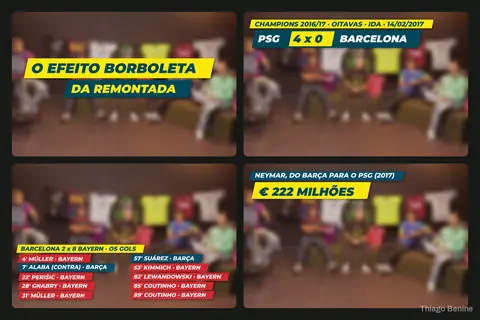 O EFEITO BORBOLETA
DA REMONTADA
CHAMPIONS 2016/17 · OITAVAS · IDA · 14/02/2017
PSG 4 x 0 BARCELONA
BARCELONA 2 x 8 BAYERN · OS GOLS
4' MÜLLER · BAYERN
7' ALABA (CONTRA) · BARÇA
22' PERIŠIĆ · BAYERN
28' GNABRY · BAYERN
31' MÜLLER · BAYERN
57' SUÁREZ · BARÇA
63' KIMMICH · BAYERN
82' LEWANDOWSKI · BAYERN
85' COUTINHO · BAYERN
89' COUTINHO · BAYERN
NEYMAR, DO BARÇA PARA O PSG (2017)
€ 222 MILHÕES
Thiago Benine